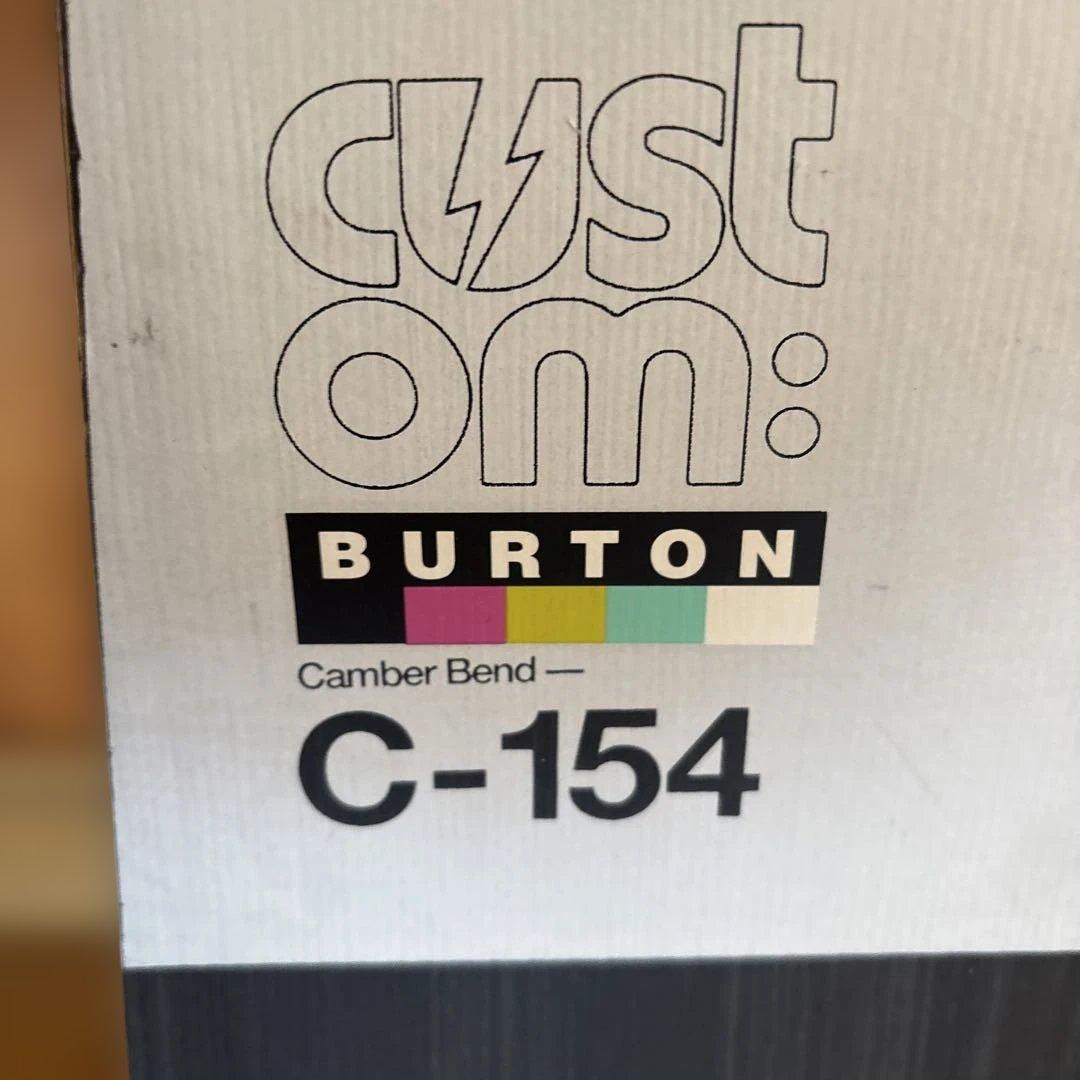 cust
om:
BURTON
Camber Bend —
C-154